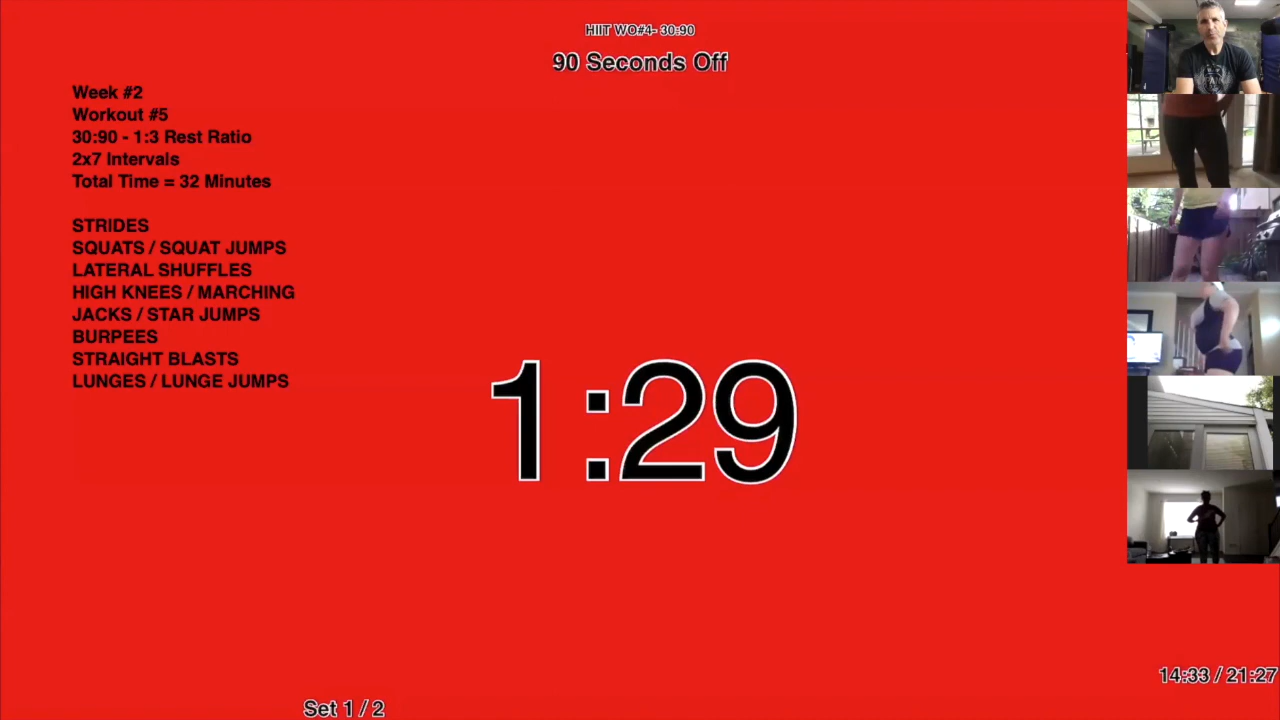 HIIT WO#4- 30:90
90 Seconds Off
Week #2
Workout #5
30:90 - 1:3 Rest Ratio
2x7 Intervals
Total Time = 32 Minutes
STRIDES
SQUATS / SQUAT JUMPS
LATERAL SHUFFLES
HIGH KNEES / MARCHING
JACKS / STAR JUMPS
BURPEES
STRAIGHT BLASTS
LUNGES / LUNGE JUMPS
1:29
14:33 / 21:27
Set 1 / 2